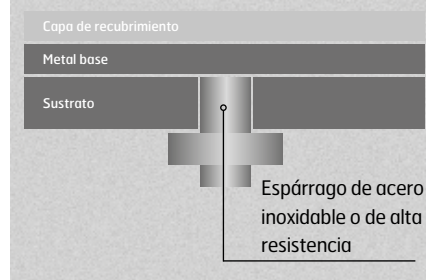 Capa de recubrimiento
Metal base
Sustrato
Espárrago de acero
inoxidable o de alta
resistencia